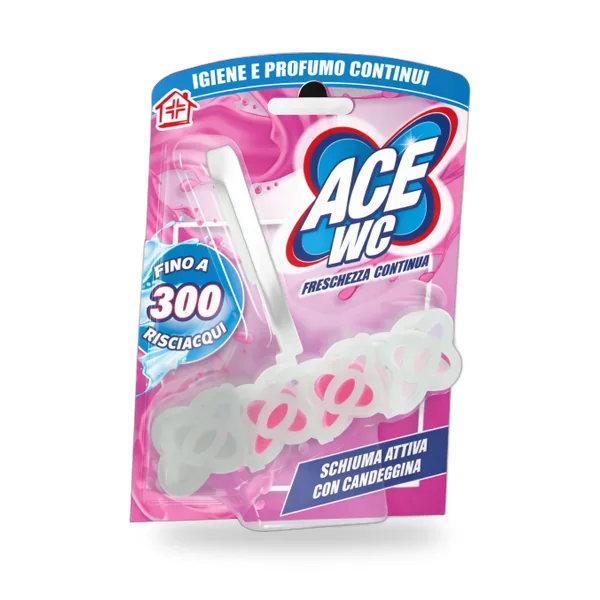 IGIENE E PROFUMO CONTINUI
ACE
WC
FRESCHEZZA CONTINUA
FINO A
300
RISCIACQUI
SCHIUMA ATTIVA
CON CANDEGGINA